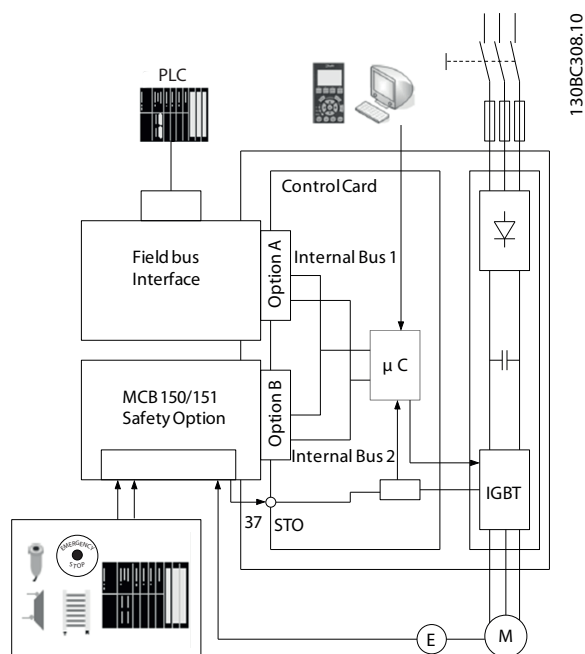 130BC308.10
PLC
Control Card
Field bus
Interface
Option A
Internal Bus 1
μ C
MCB 150/151
Safety Option
Option B
Internal Bus 2
IGBT
37
STO
EMERGENCY
STOP
E
M